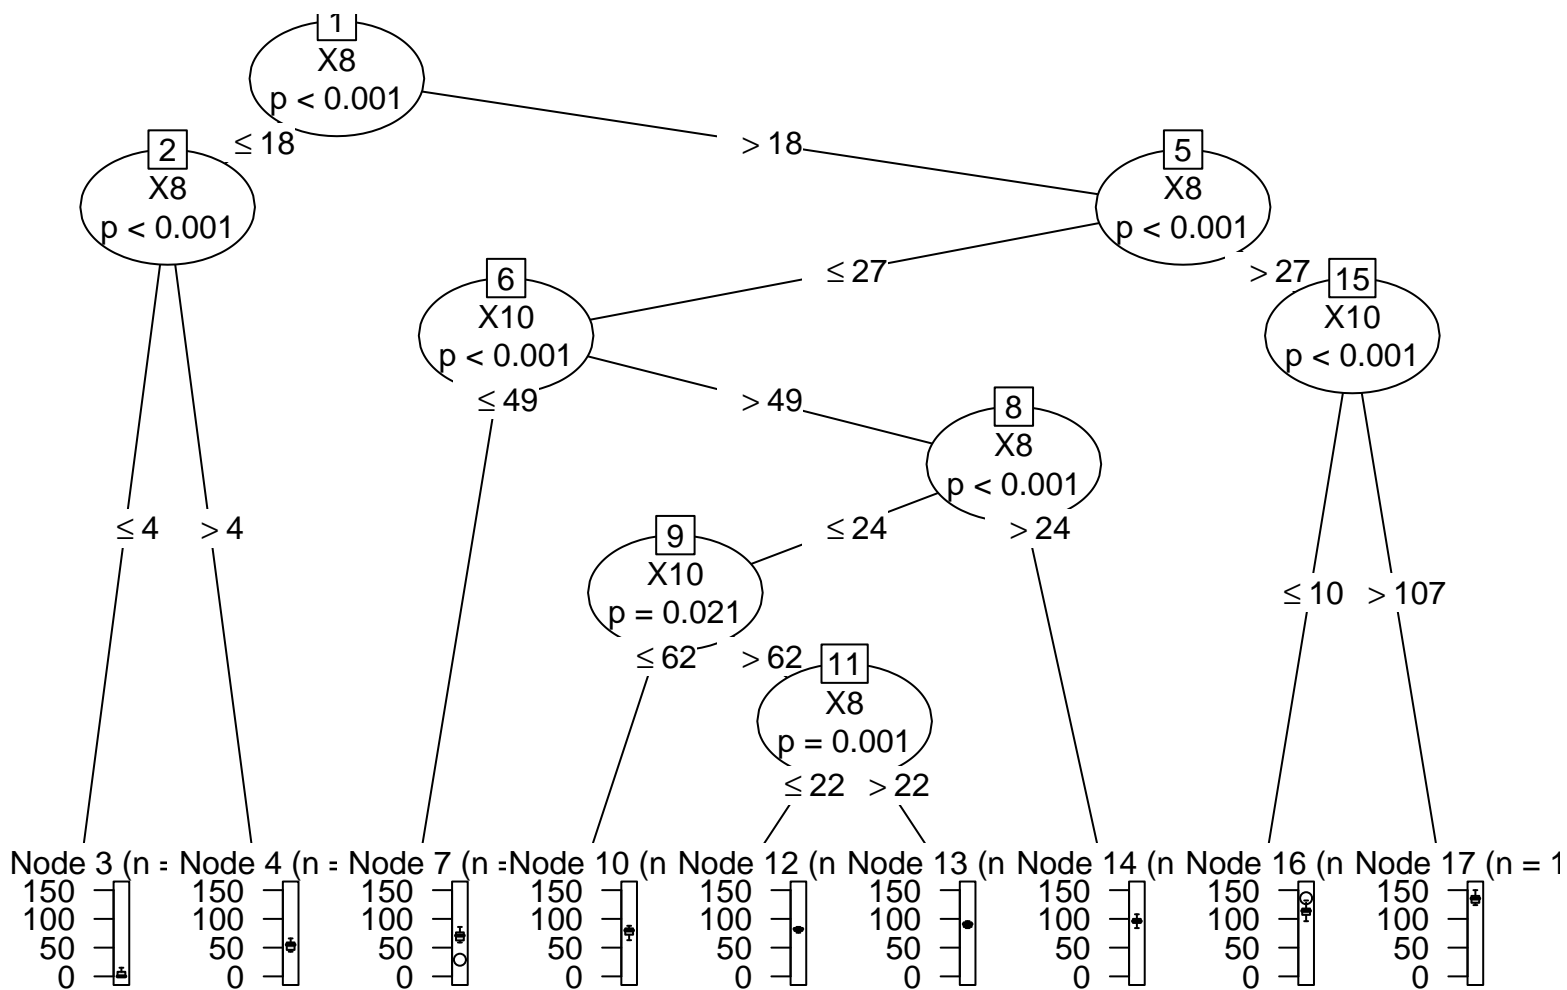 1
X8
p < 0.001
≤ 18
> 18
2
X8
p < 0.001
5
X8
p < 0.001
≤ 27
> 27
6
X10
p < 0.001
15
X10
p < 0.001
≤ 49
> 49
8
X8
p < 0.001
≤ 4
> 4
≤ 24
> 24
9
X10
p = 0.021
≤ 10
> 107
≤ 62
> 62
11
X8
p = 0.001
≤ 22
> 22
Node 3 (n =
Node 4 (n =
Node 7 (n =
Node 10 (n
Node 12 (n
Node 13 (n
Node 14 (n
Node 16 (n
Node 17 (n = 1
150 150 150 150 150 150 150 150 150
100 100 100 100 100 100 100 100 100
50 50 50 50 50 50 50 50 50
0 0 0 0 0 0 0 0 0